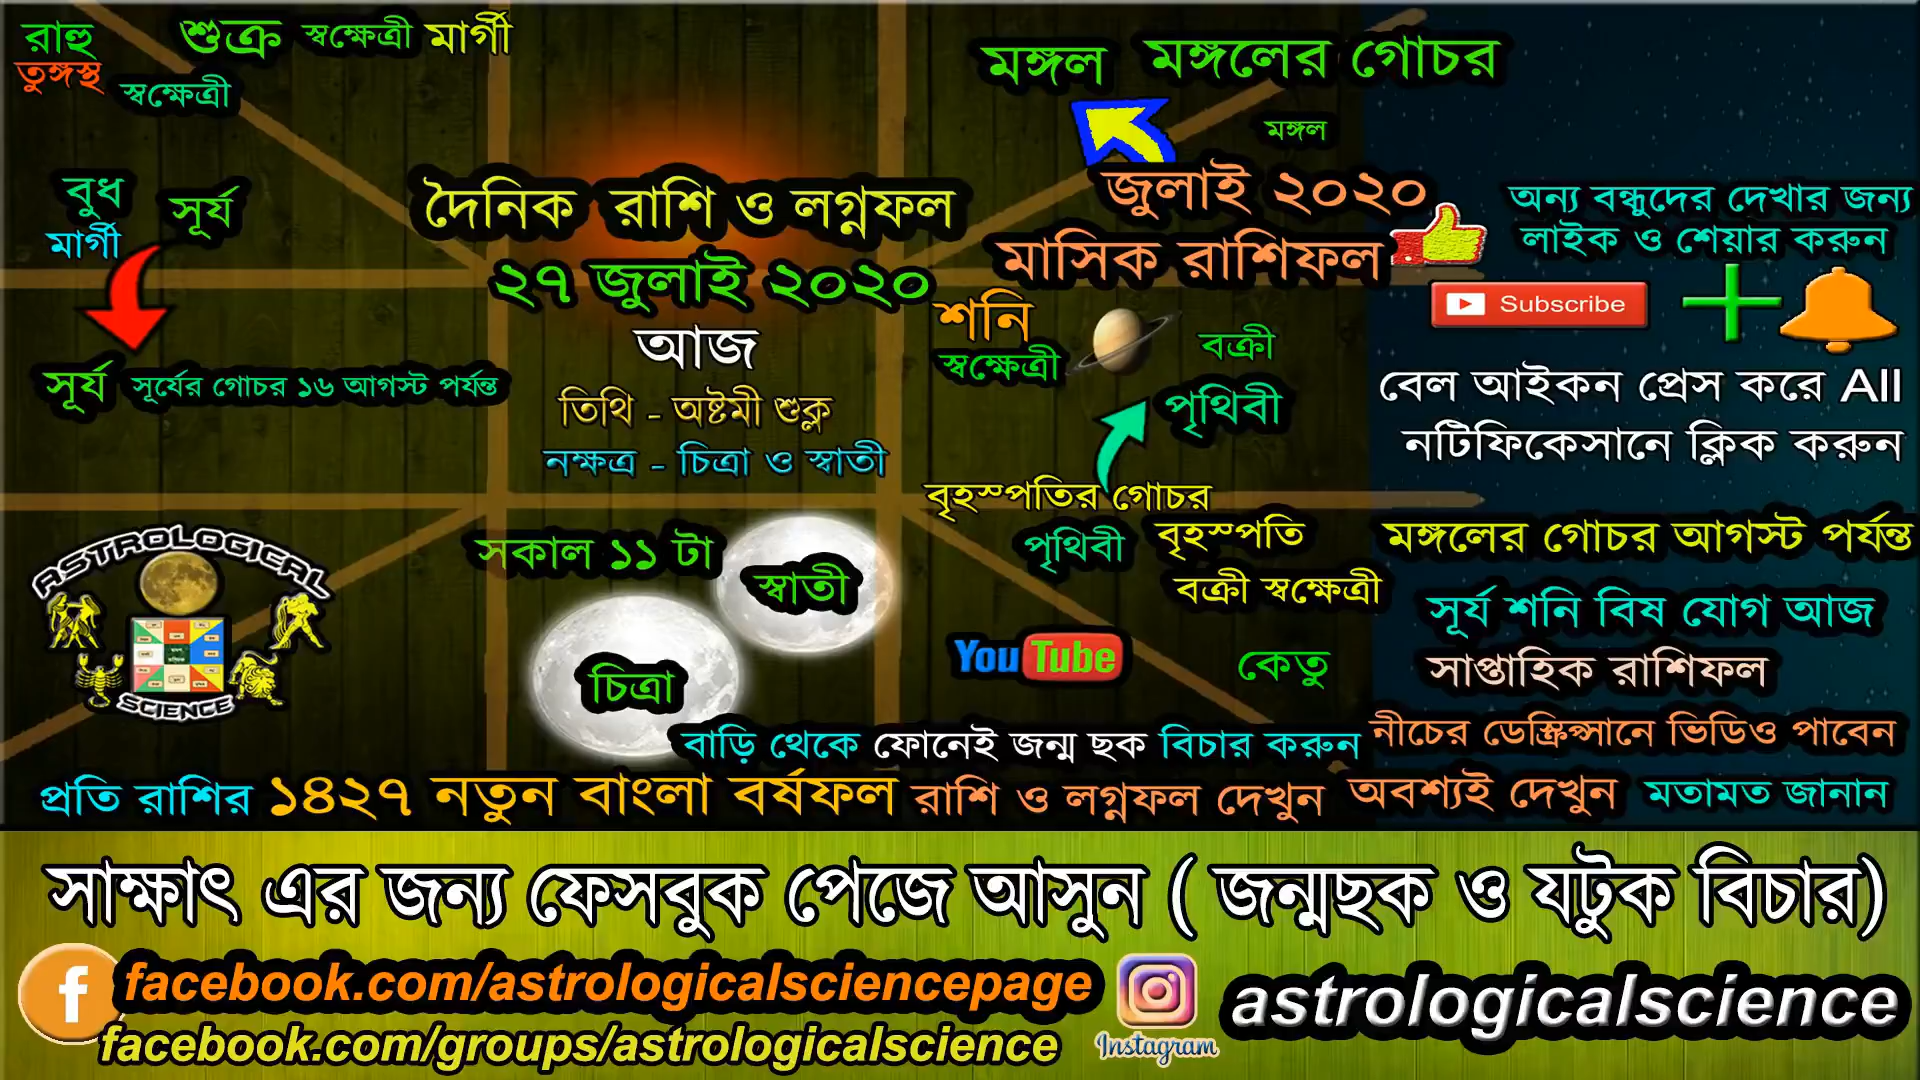 রাহু
তুঙ্গস্থ
স্বক্ষেত্রী
শুক্র স্বক্ষেত্রী মার্গী
মঙ্গল মঙ্গলের গোচর
মঙ্গল
বুধ
মার্গী
সূর্য
দৈনিক রাশি ও লগ্নফল
২৭ জুলাই ২০২০
আজ
তিথি - অষ্টমী শুক্ল
নক্ষত্র - চিত্রা ও স্বাতী
জুলাই ২০২০
মাসিক রাশিফল
অন্য বন্ধুদের দেখার জন্য
লাইক ও শেয়ার করুন
Subscribe
বেল আইকন প্রেস করে All
নটিফিকেসানে ক্লিক করুন
শনি
স্বক্ষেত্রী
বক্রী
পৃথিবী
সূর্য সূর্যের গোচর ১৬ আগস্ট পর্যন্ত
বৃহস্পতির গোচর
পৃথিবী বৃহস্পতি
বক্রী স্বক্ষেত্রী
মঙ্গলের গোচর আগস্ট পর্যন্ত
সূর্য শনি বিষ যোগ আজ
সাপ্তাহিক রাশিফল
নীচের ডেস্ক্রিপ্সানে ভিডিও পাবেন
ASTROLOGICAL
SCIENCE
সকাল ১১ টা
স্বাতী
চিত্রা
YouTube
কেতু
বাড়ি থেকে ফোনেই জন্ম ছক বিচার করুন
প্রতি রাশির ১৪২৭ নতুন বাংলা বর্ষফল রাশি ও লগ্নফল দেখুন অবশ্যই দেখুন মতামত জানান
সাক্ষাৎ এর জন্য ফেসবুক পেজে আসুন ( জন্মছক ও যটুক বিচার)
facebook.com/astrologicalsciencepage
facebook.com/groups/astrologicalscience
Instagram
astrologicalscience